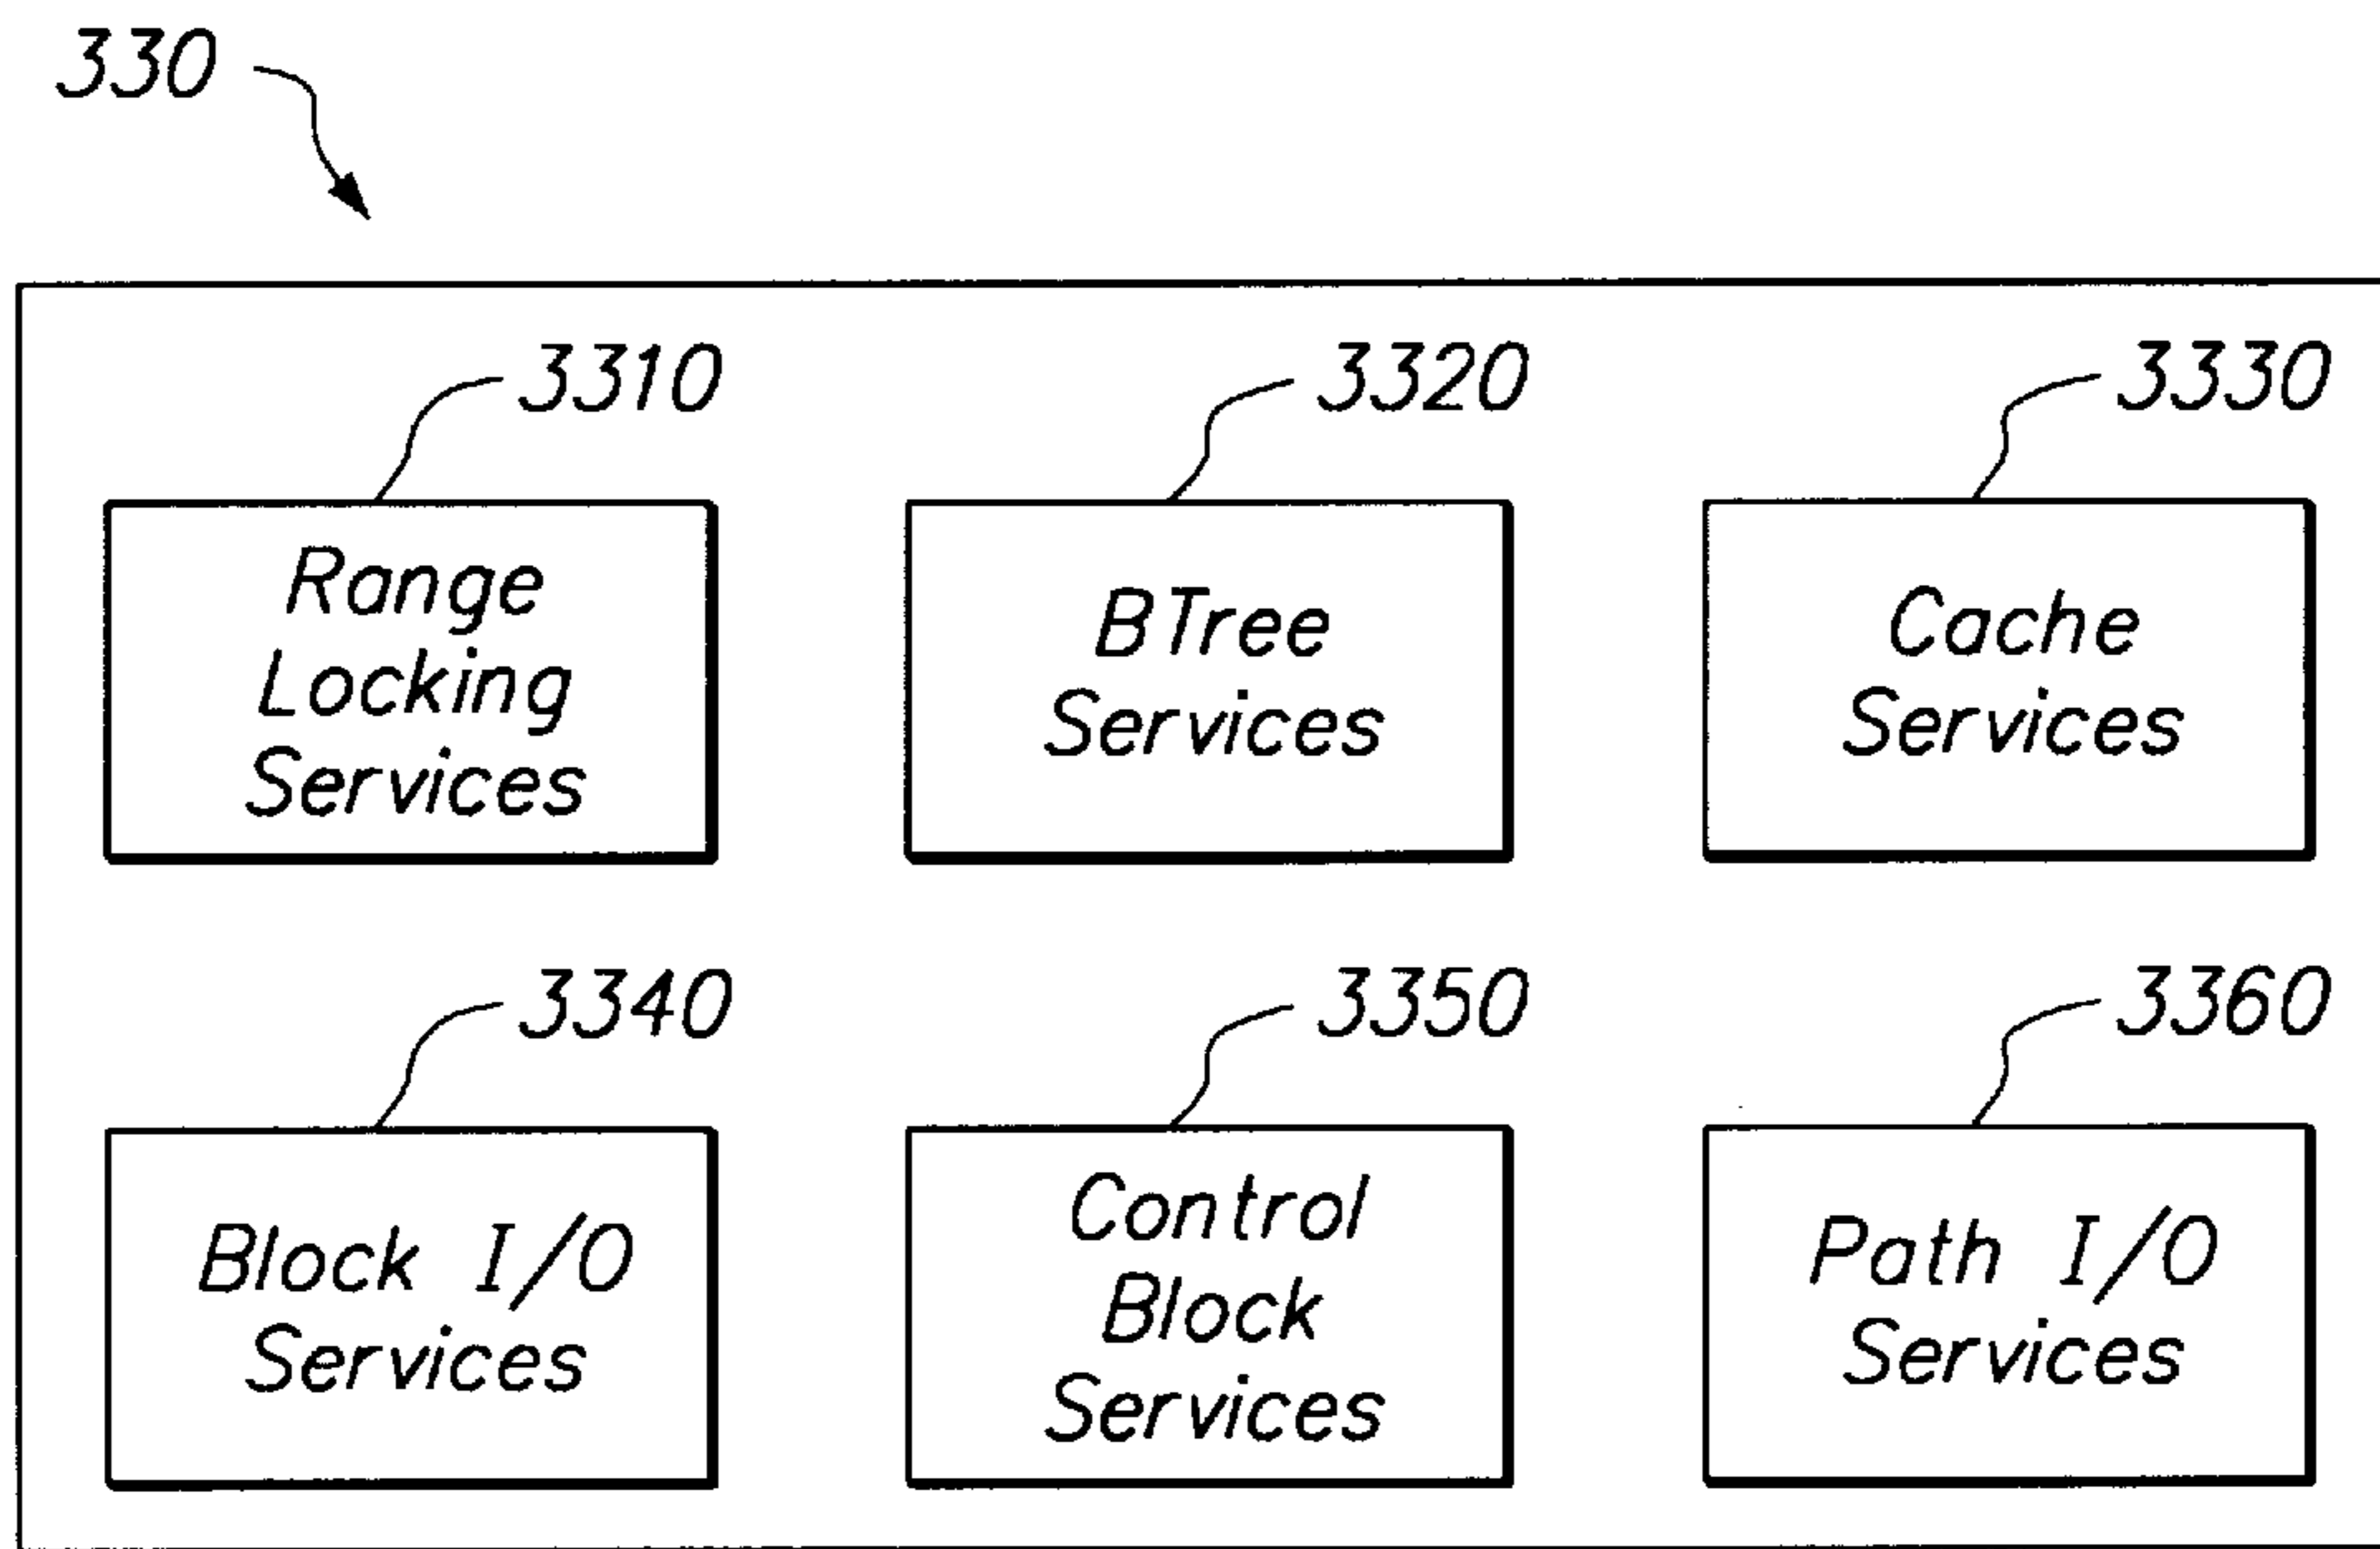 330
3310
3320
3330
Range
Locking
Services
BTree
Services
Cache
Services
3340
3350
3360
Block I/O
Services
Control
Block
Services
Path I/O
Services